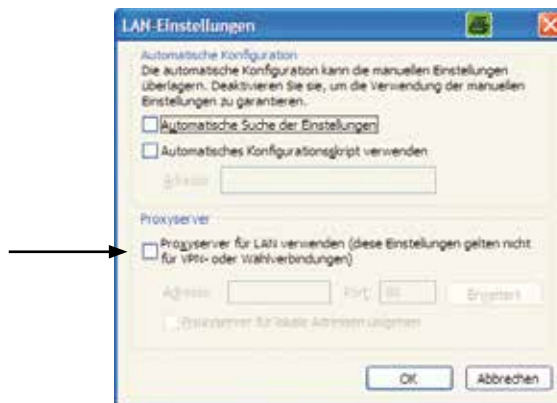 LAN-Einstellungen
Automatische Konfiguration
Die automatische Konfiguration kann die manuellen Einstellungen
überlagern. Deaktivieren Sie sie, um die Verwendung der manuellen
Einstellungen zu garantieren.
Automatische Suche der Einstellungen
Automatisches Konfigurationsskript verwenden
Adresse
Proxyserver
Proxyserver für LAN verwenden (diese Einstellungen gelten nicht
für VPN- oder Wählverbindungen)
Adresse: Port: 80 Erweitert
Proxyserver für lokale Adressen umgehen
OK Abbrechen